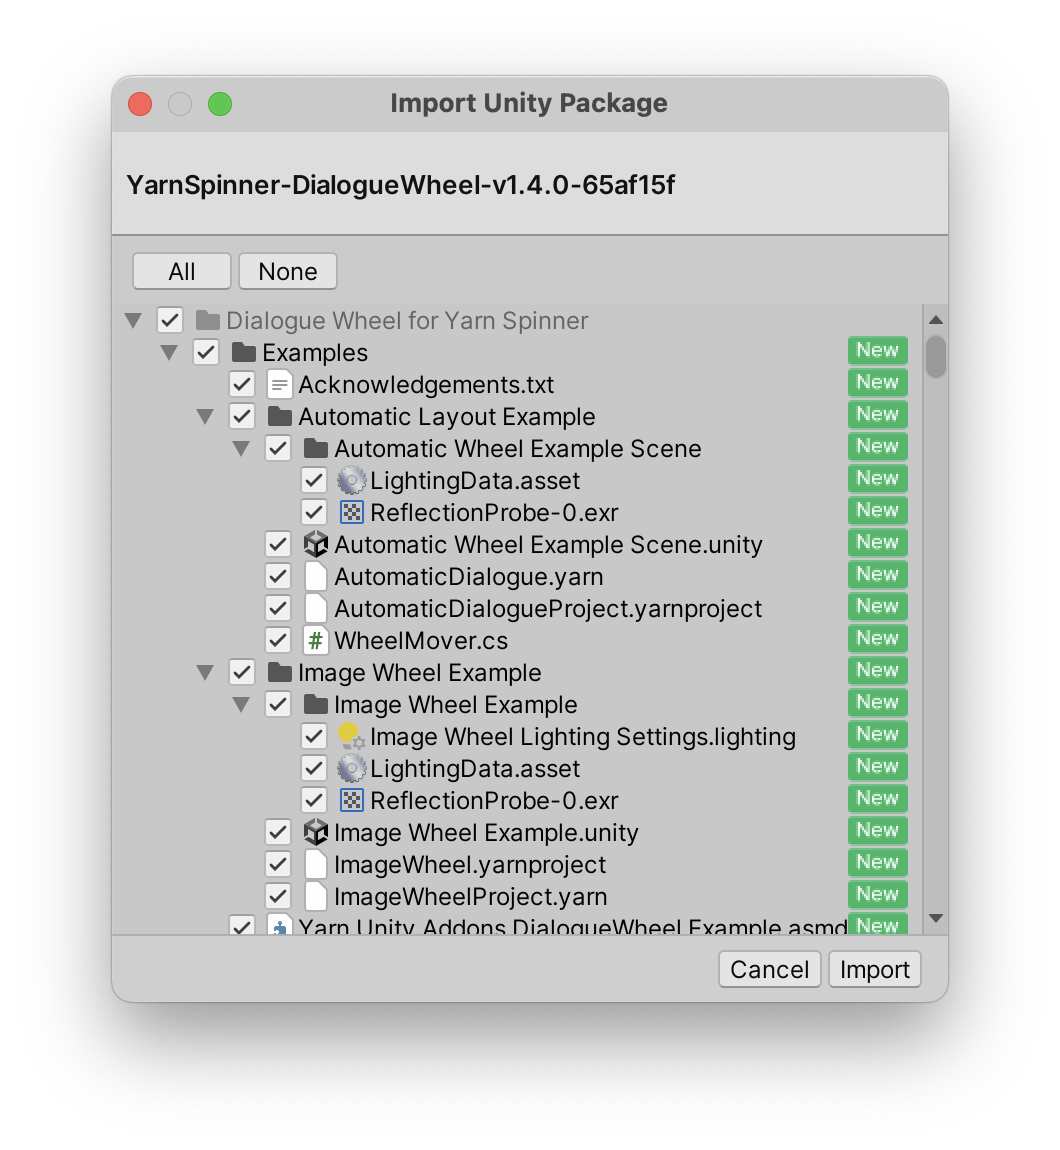 Import Unity Package
YarnSpinner-DialogueWheel-v1.4.0-65af15f
All None
Dialogue Wheel for Yarn Spinner
Examples New
Acknowledgements.txt New
Automatic Layout Example New
Automatic Wheel Example Scene New
LightingData.asset New
ReflectionProbe-0.exr New
Automatic Wheel Example Scene.unity New
AutomaticDialogue.yarn New
AutomaticDialogueProject.yarnproject New
# WheelMover.cs New
Image Wheel Example New
Image Wheel Example New
Image Wheel Lighting Settings.lighting New
LightingData.asset New
ReflectionProbe-0.exr New
Image Wheel Example.unity New
ImageWheel.yarnproject New
ImageWheelProject.yarn New
Yarn Unity Addons DialogueWheel Example asmd New
Cancel Import